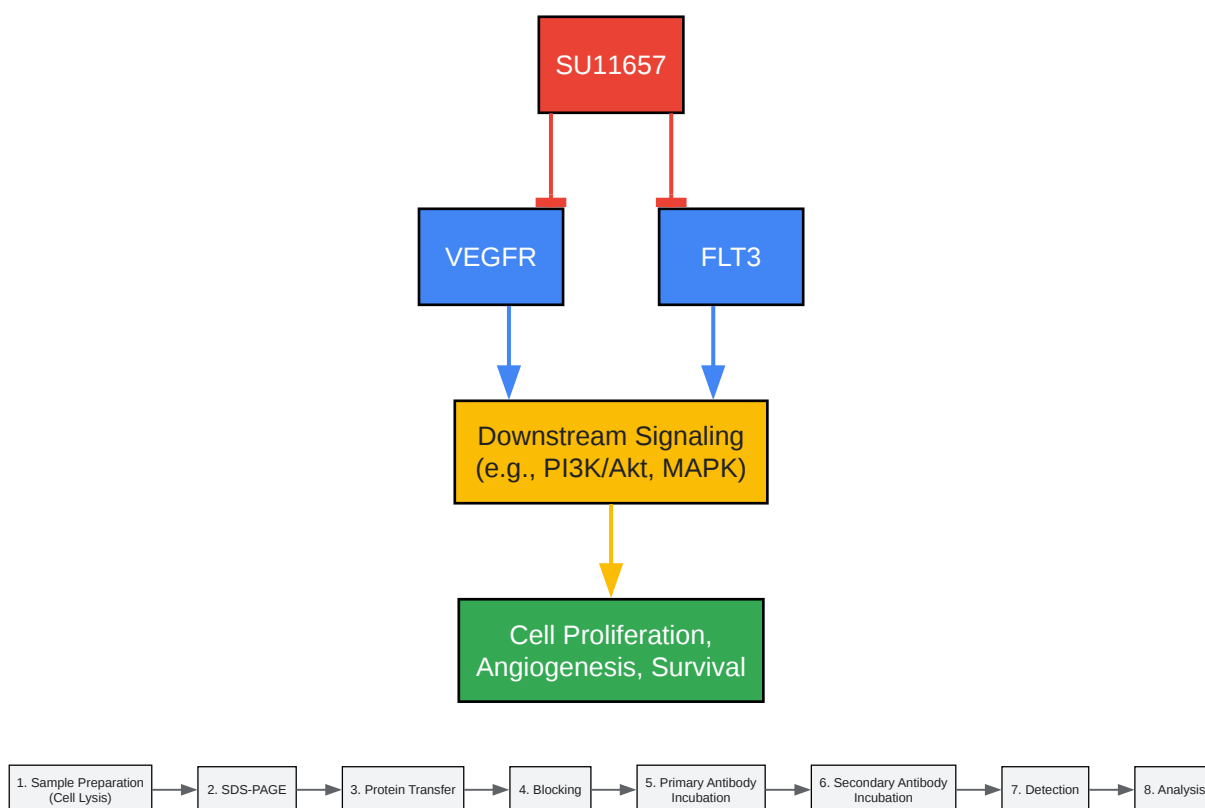 SU11657
VEGFR
FLT3
Downstream Signaling
(e.g., PI3K/Akt, MAPK)
Cell Proliferation,
Angiogenesis, Survival
1. Sample Preparation
(Cell Lysis)
2. SDS-PAGE
3. Protein Transfer
4. Blocking
5. Primary Antibody
Incubation
6. Secondary Antibody
Incubation
7. Detection
8. Analysis